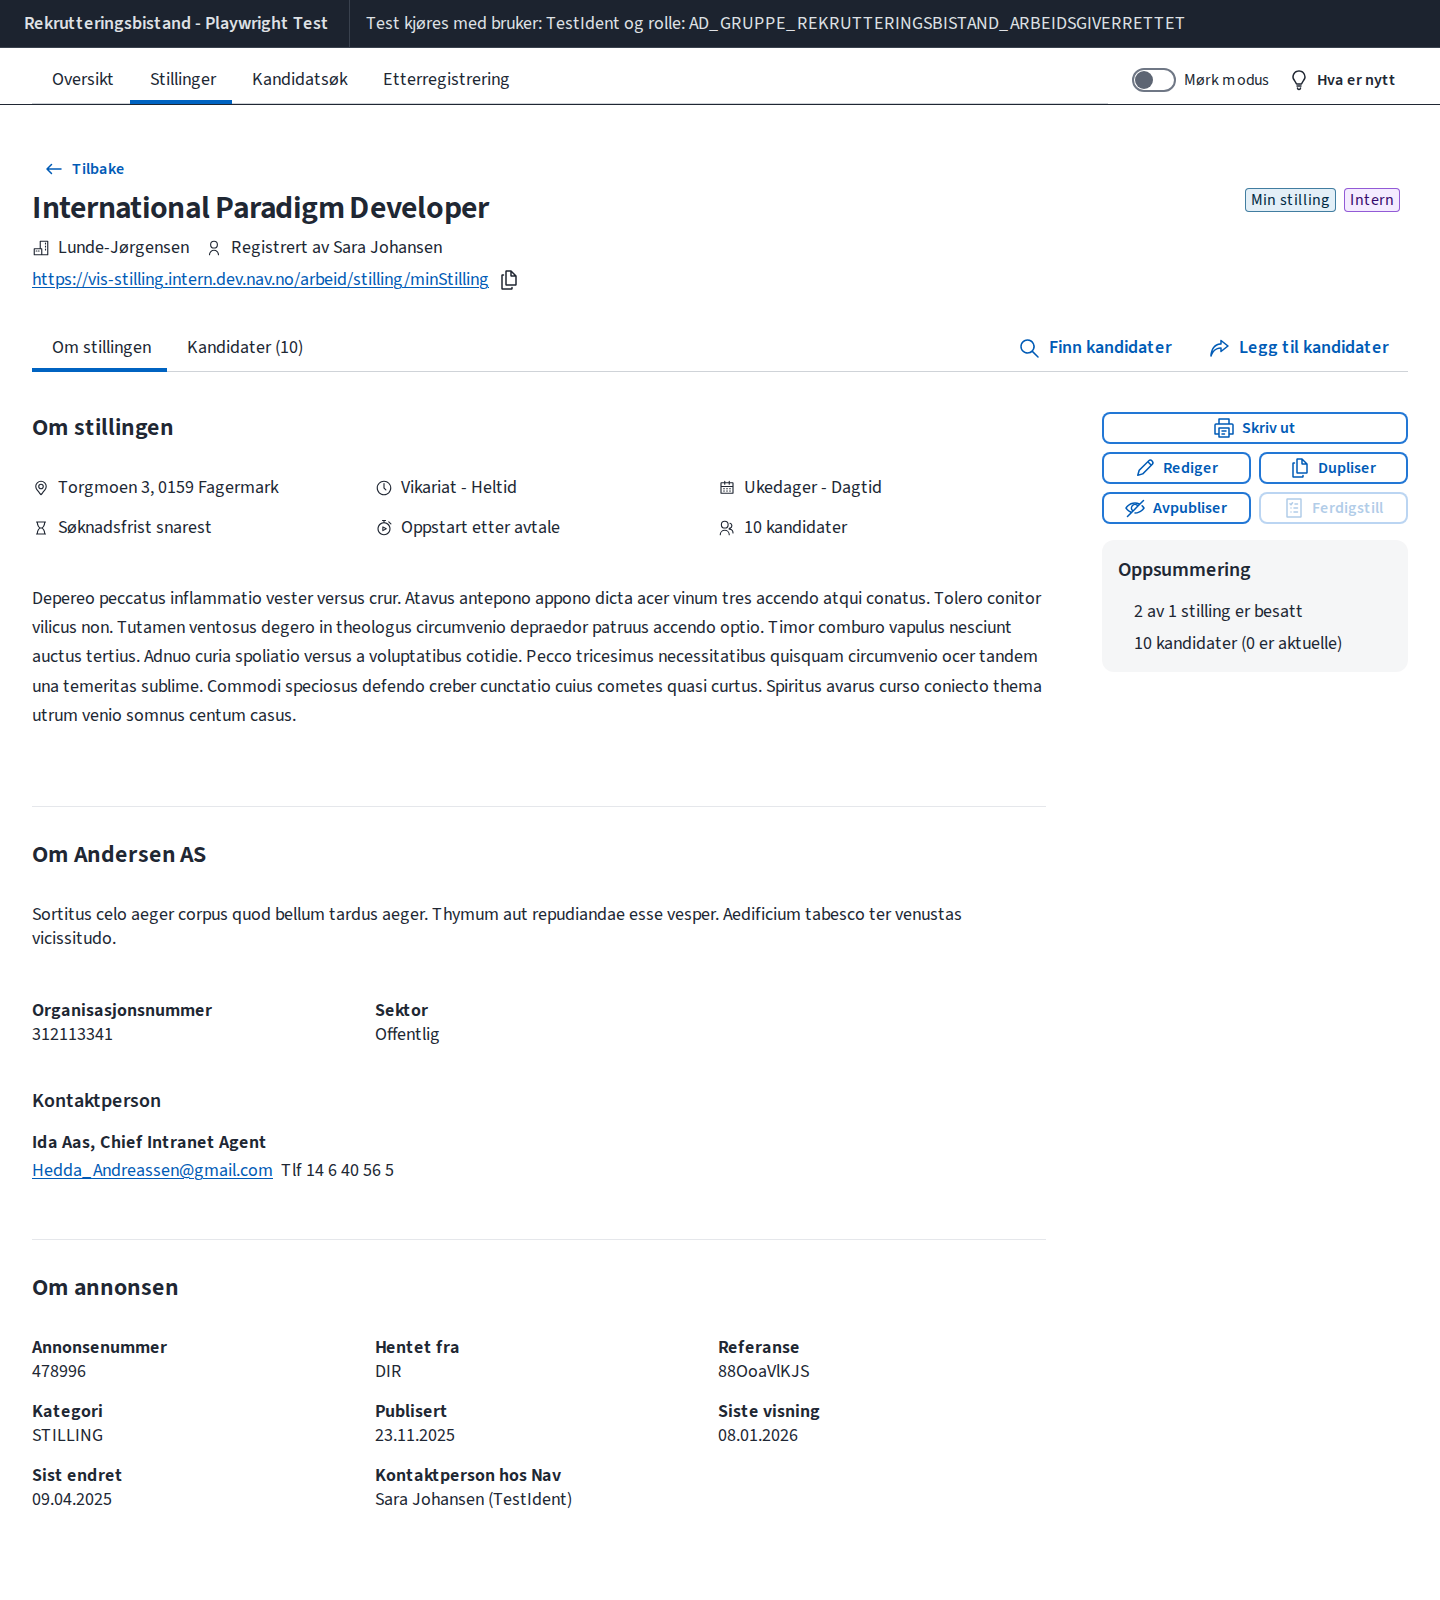 Rekrutteringsbistand - Playwright Test
Test kjøres med bruker: TestIdent og rolle: AD_GRUPPE_REKRUTTERINGSBISTAND_ARBEIDSGIVERRETTET
Oversikt
Stillinger
Kandidatsøk
Etterregistrering
Mørk modus
Hva er nytt
Tilbake
International Paradigm Developer
Min stilling
Intern
Lunde-Jørgensen
Registrert av Sara Johansen
https://vis-stilling.intern.dev.nav.no/arbeid/stilling/minStilling
Om stillingen
Kandidater (10)
Finn kandidater
Legg til kandidater
Om stillingen
Torgmoen 3, 0159 Fagermark
Vikariat - Heltid
Ukedager - Dagtid
Søknadsfrist snarest
Oppstart etter avtale
10 kandidater
Depereo peccatus inflammatio vester versus crur. Atavus antepono appono dicta acer vinum tres accendo atqui conatus. Tolero conitor
vilicus non. Tutamen ventosus degero in theologus circumvenio depraedor patruus accendo optio. Timor comburo vapulus nesciunt
auctus tertius. Adnuo curia spoliatio versus a voluptatibus cotidie. Pecco tricesimus necessitatibus quisquam circumvenio ocer tandem
una temeritas sublime. Commodi speciosus defendo creber cunctatio cuius cometes quasi curtus. Spiritus avarus curso coniecto thema
utrum venio somnus centum casus.
Skriv ut
Rediger
Dupliser
Avpubliser
Ferdigstill
Oppsummering
2 av 1 stilling er besatt
10 kandidater (0 er aktuelle)
Om Andersen AS
Sortitus celo aeger corpus quod bellum tardus aeger. Thymum aut repudiandae esse vesper. Aedificium tabesco ter venustas
vicissitudo.
Organisasjonsnummer
312113341
Sektor
Offentlig
Kontaktperson
Ida Aas, Chief Intranet Agent
Hedda_Andreassen@gmail.com Tlf 14 6 40 56 5
Om annonsen
Annonsenummer
478996
Hentet fra
DIR
Referanse
88OoaVlKJS
Kategori
STILLING
Publisert
23.11.2025
Siste visning
08.01.2026
Sist endret
09.04.2025
Kontaktperson hos Nav
Sara Johansen (TestIdent)